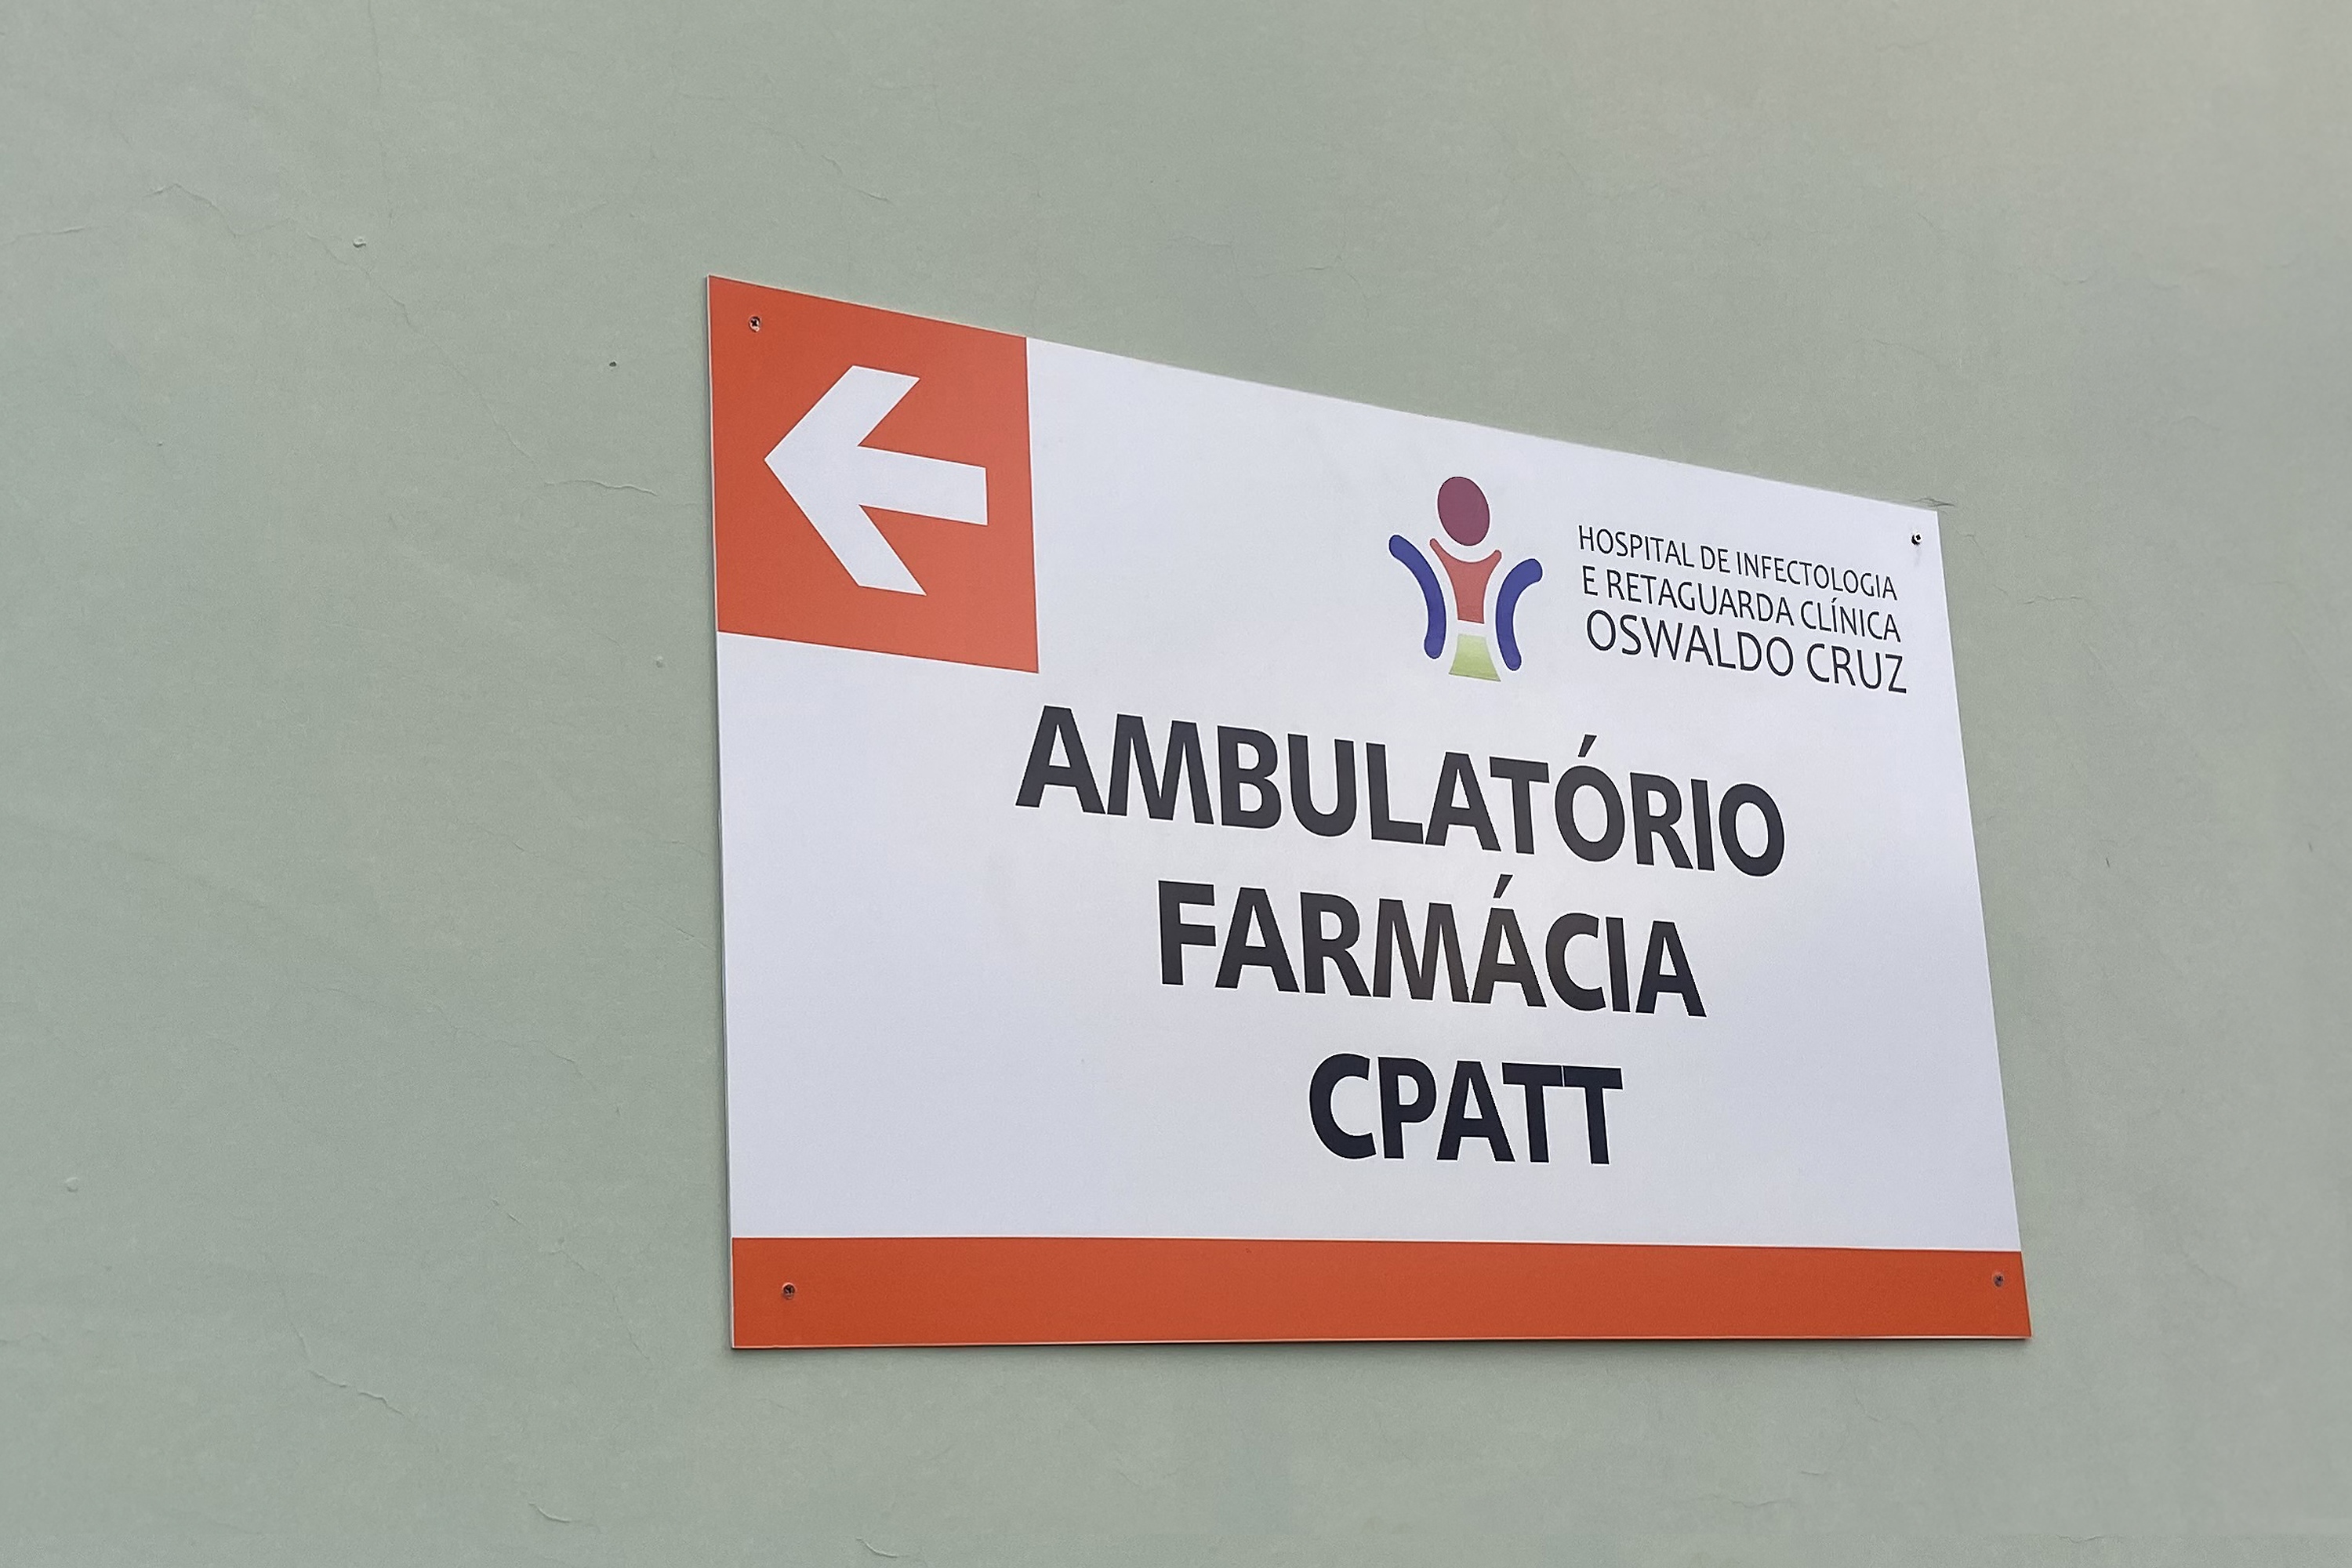 HOSPITAL DE INFECTOLOGIA
E RETAGUARDA CLÍNICA
OSWALDO CRUZ
AMBULATÓRIO
FARMÁCIA
CPATT